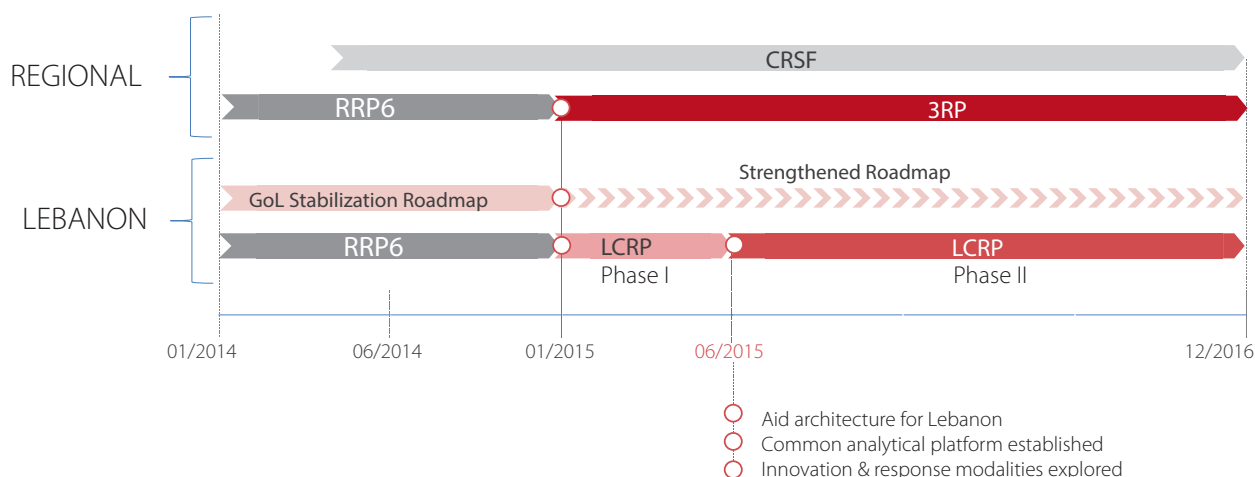 REGIONAL
CRSF
RRP6
3RP
LEBANON
Strengthened Roadmap
GoL Stabilization Roadmap
RRP6
LCRP
LCRP
Phase I
Phase II
01/2014
06/2014
01/2015
06/2015
12/2016
Aid architecture for Lebanon
Common analytical platform established
Innovation & response modalities explored